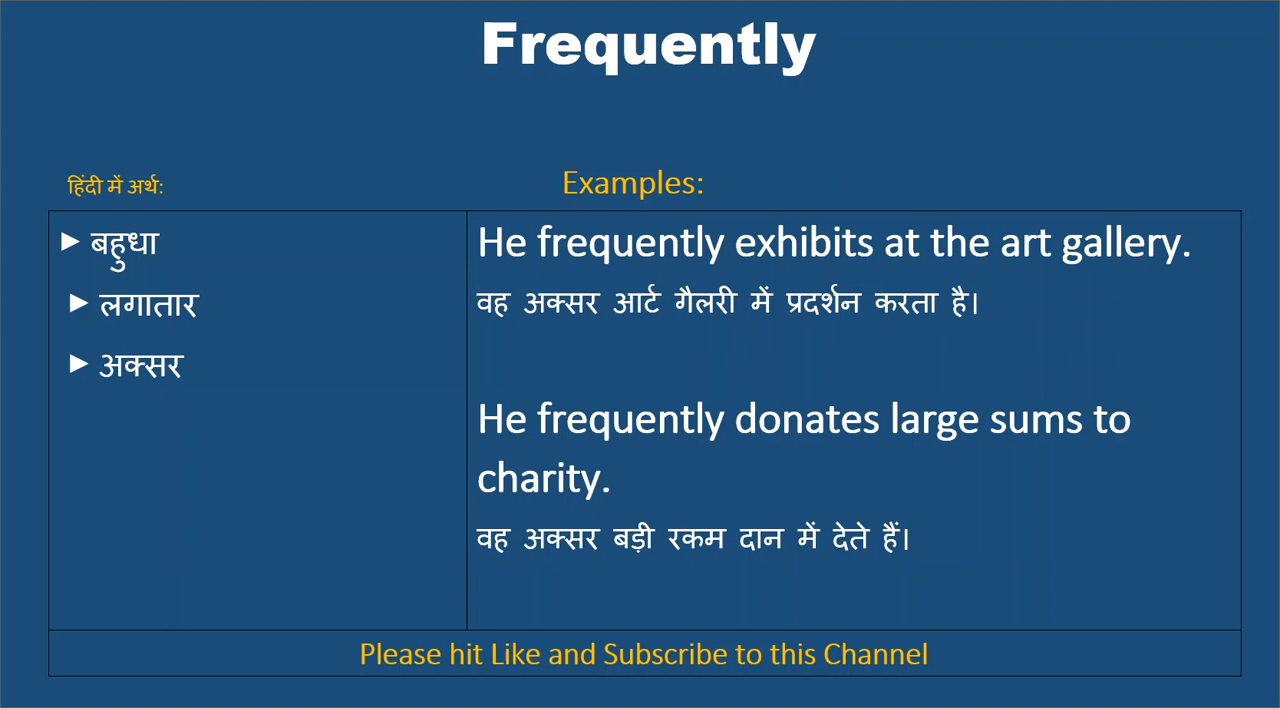 Frequently
हिंदी में अर्थ:
Examples:
► बहुधा
► लगातार
► अक्सर
He frequently exhibits at the art gallery.
वह अक्सर आर्ट गैलरी में प्रदर्शन करता है।
He frequently donates large sums to
charity.
वह अक्सर बड़ी रकम दान में देते हैं।
Please hit Like and Subscribe to this Channel